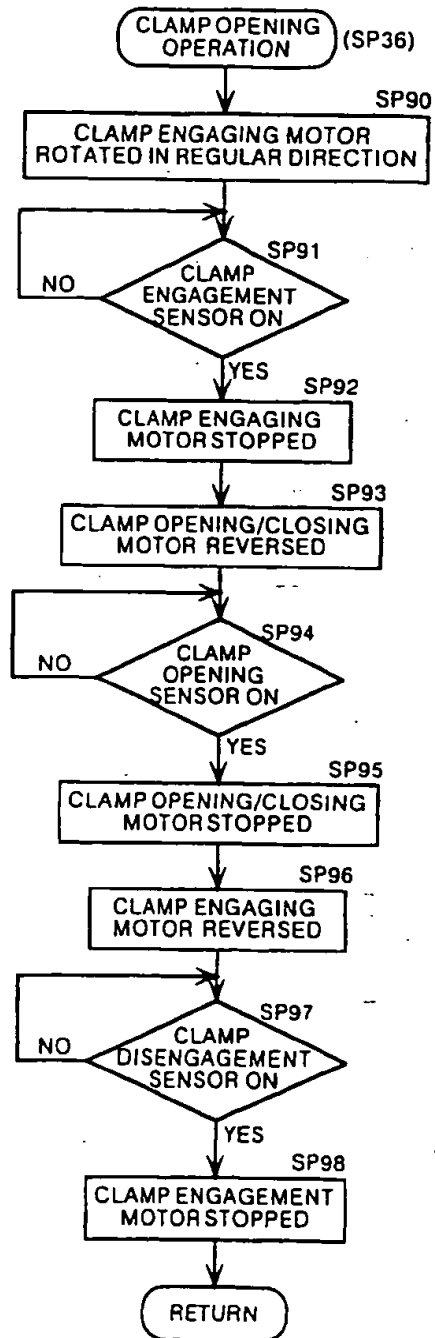 CLAMP OPENING
OPERATION
(SP36)
SP90
CLAMP ENGAGING MOTOR
ROTATED IN REGULAR DIRECTION
SP91
CLAMP
ENGAGEMENT
SENSOR ON
NO
YES
SP92
CLAMP ENGAGING
MOTOR STOPPED
SP93
CLAMP OPENING/CLOSING
MOTOR REVERSED
SP94
CLAMP
OPENING
SENSOR ON
NO
YES
SP95
CLAMP OPENING/CLOSING
MOTOR STOPPED
SP96
CLAMP ENGAGING
MOTOR REVERSED
SP97
CLAMP
DISENGAGEMENT
SENSOR ON
NO
YES
SP98
CLAMP ENGAGEMENT
MOTOR STOPPED
RETURN